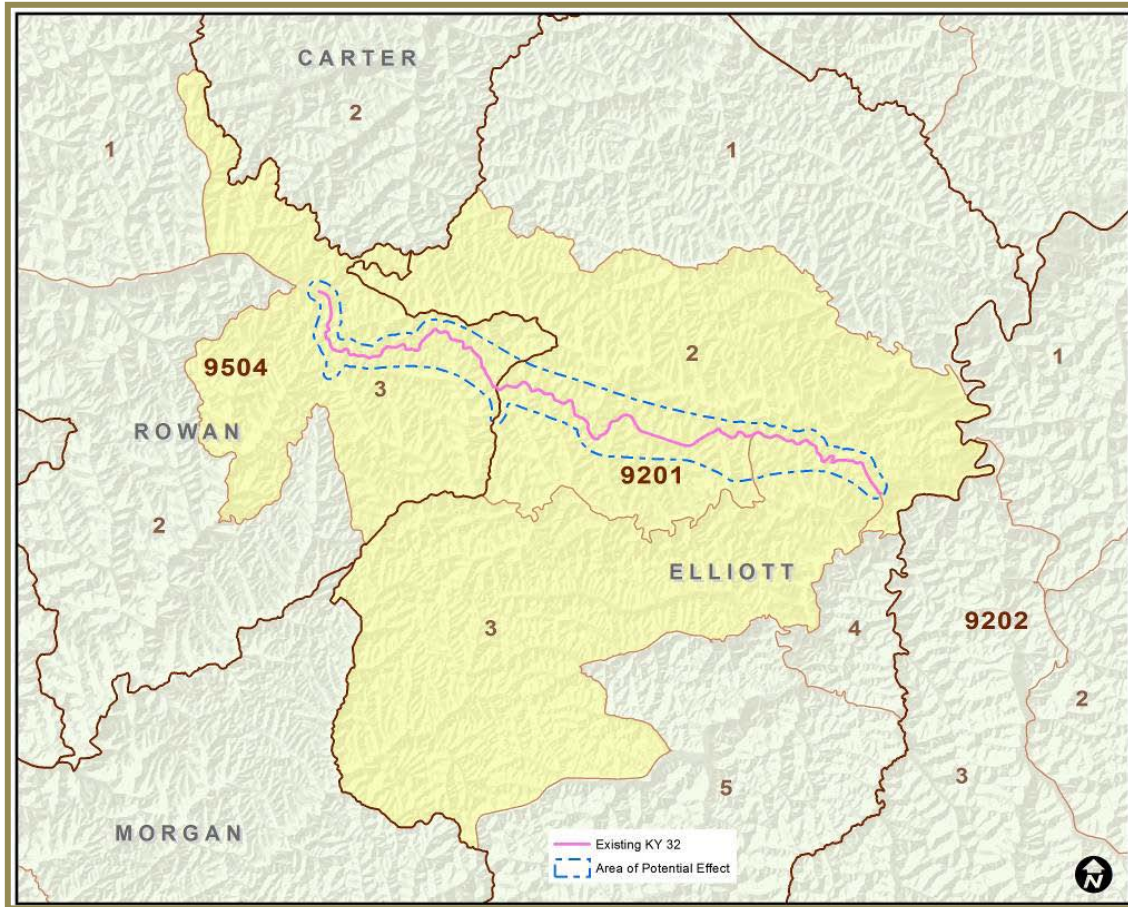 CARTER
2
1
1
1
2
9504
3
ROWAN
9201
2
ELLIOTT
3
4
9202
2
5
3
MORGAN
Existing KY 32
Area of Potential Effect
N